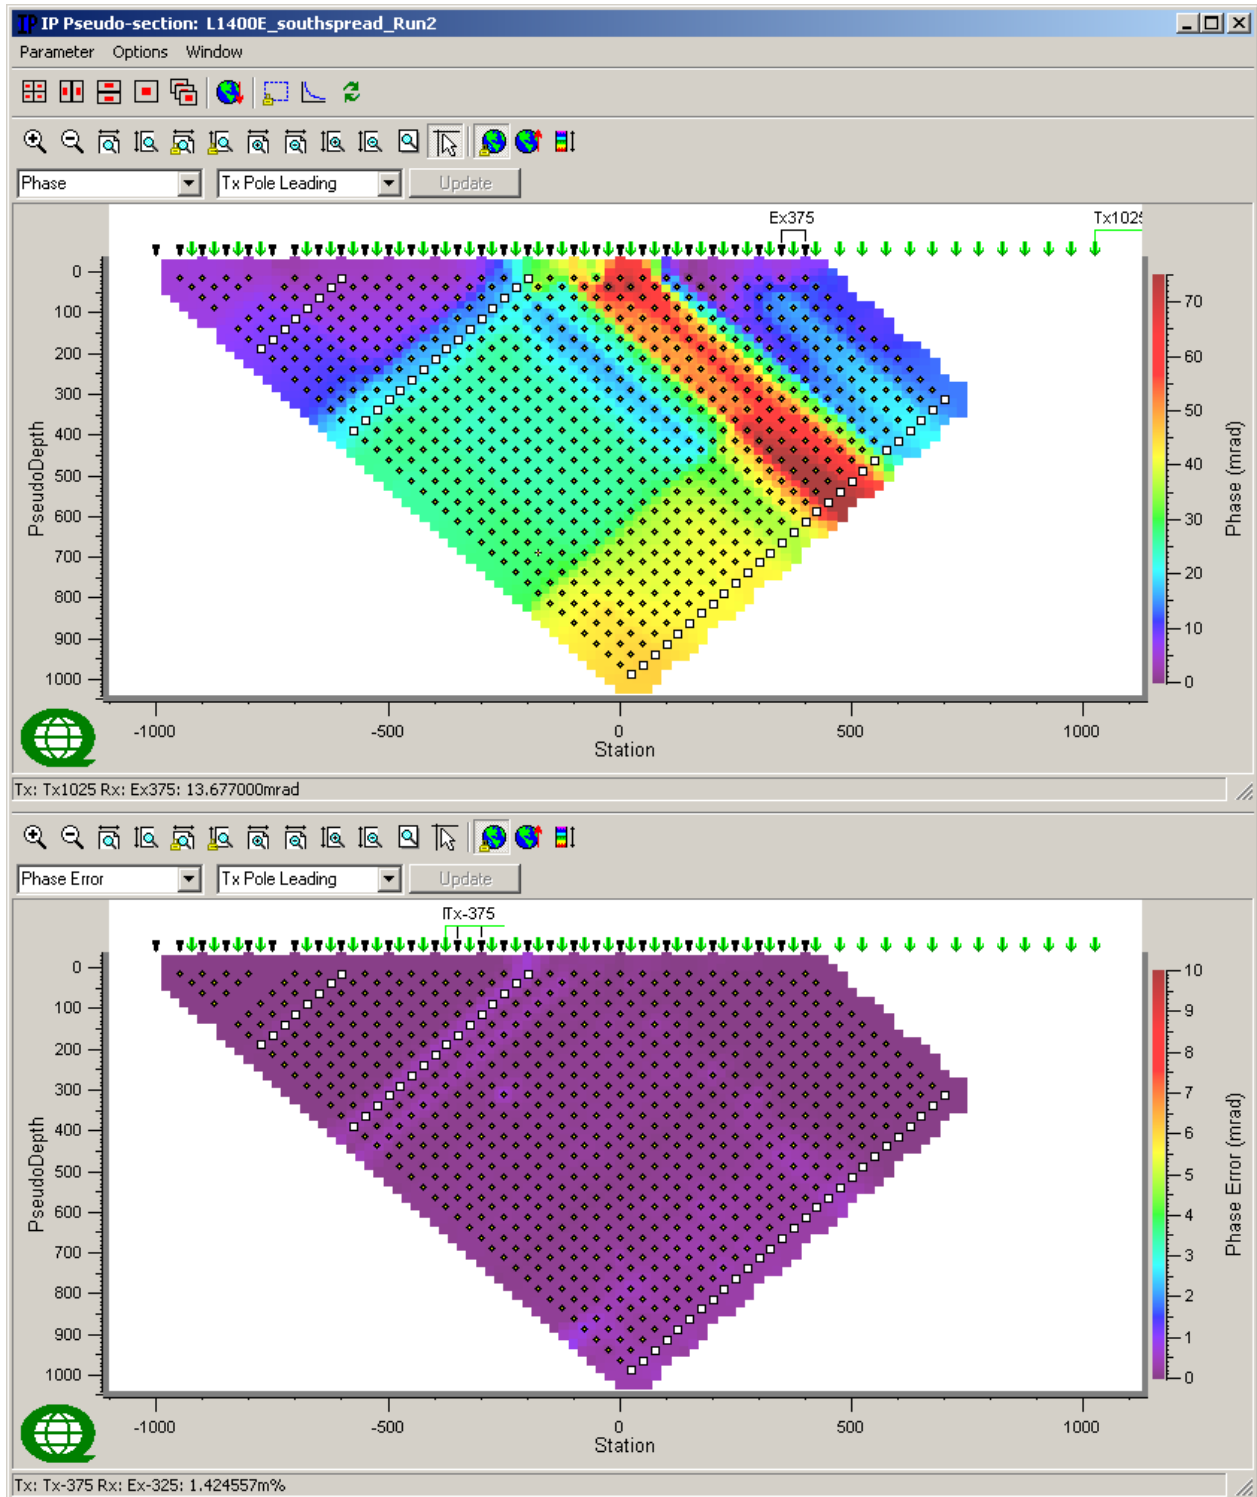 IP Pseudo-section: L1400E_southspread_Run2
Parameter Options Window
Phase Tx Pole Leading Update
Ex375 Tx1025
0
100
200
300
400
500
600
700
800
900
1000
PseudoDepth
-1000 -500 0 500 1000
Station
70
60
50
40
30
20
10
0
Phase (mrad)
Tx: Tx1025 Rx: Ex375: 13.677000mrad
Phase Error Tx Pole Leading Update
Tx-375
0
100
200
300
400
500
600
700
800
900
1000
PseudoDepth
-1000 -500 0 500 1000
Station
10
9
8
7
6
5
4
3
2
1
0
Phase Error (mrad)
Tx: Tx-375 Rx: Ex-325: 1.424557m%